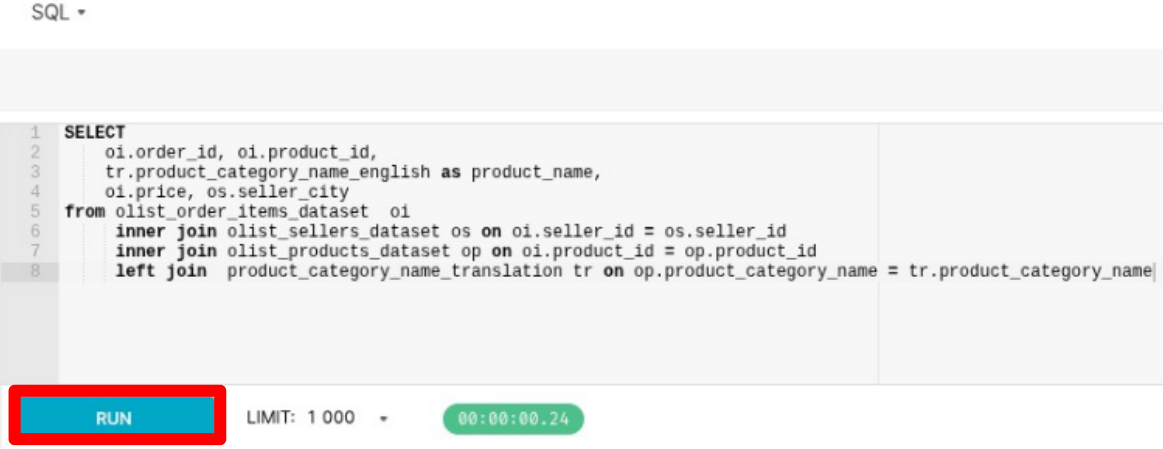 SQL
1 SELECT
2 oi.order_id, oi.product_id,
3 tr.product_category_name_english as product_name,
4 oi.price, os.seller_city
5 from olist_order_items_dataset  oi
6 inner join olist_sellers_dataset os on oi.seller_id = os.seller_id
7 inner join olist_products_dataset op on oi.product_id = op.product_id
8 left join  product_category_name_translation tr on op.product_category_name = tr.product_category_name
RUN LIMIT: 1 000 00:00:00.24